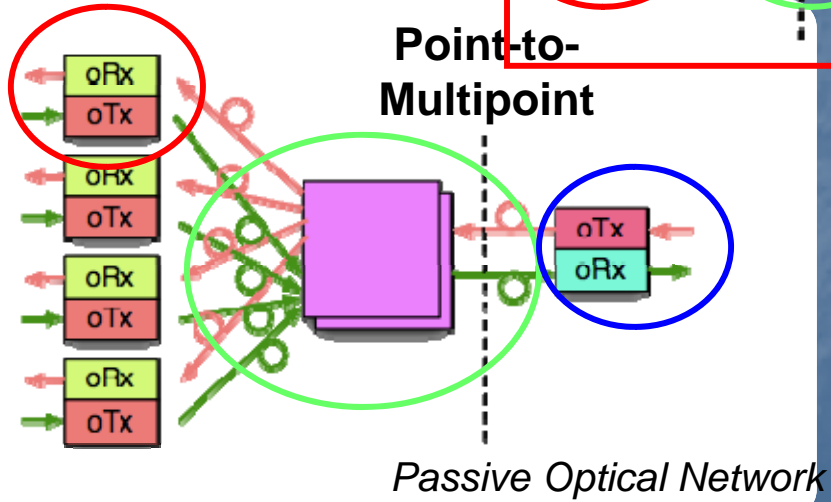 Point-to-
Multipoint
oRx
oTx
oRx
oTx
oRx
oTx
oRx
oTx
oTx
oRx
Passive Optical Network